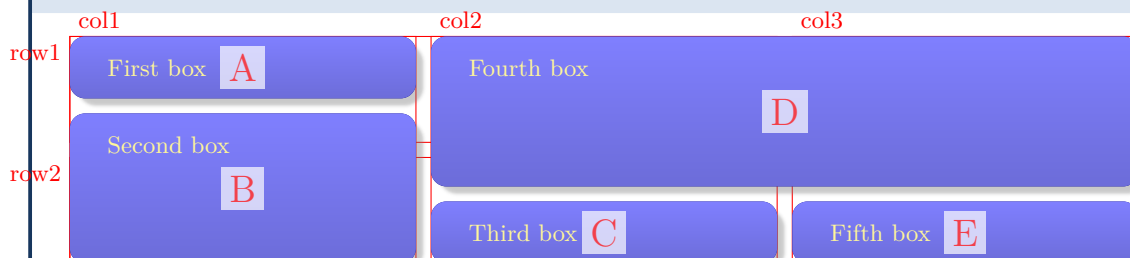 col1 col2 col3
row1
First box A
Fourth box
D
Second box
row2
B
Third box C
Fifth box E